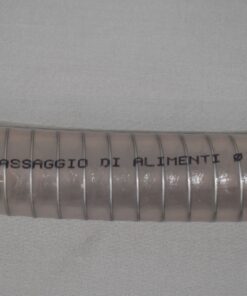 ASSAGGIO DI ALIMENTI Ø